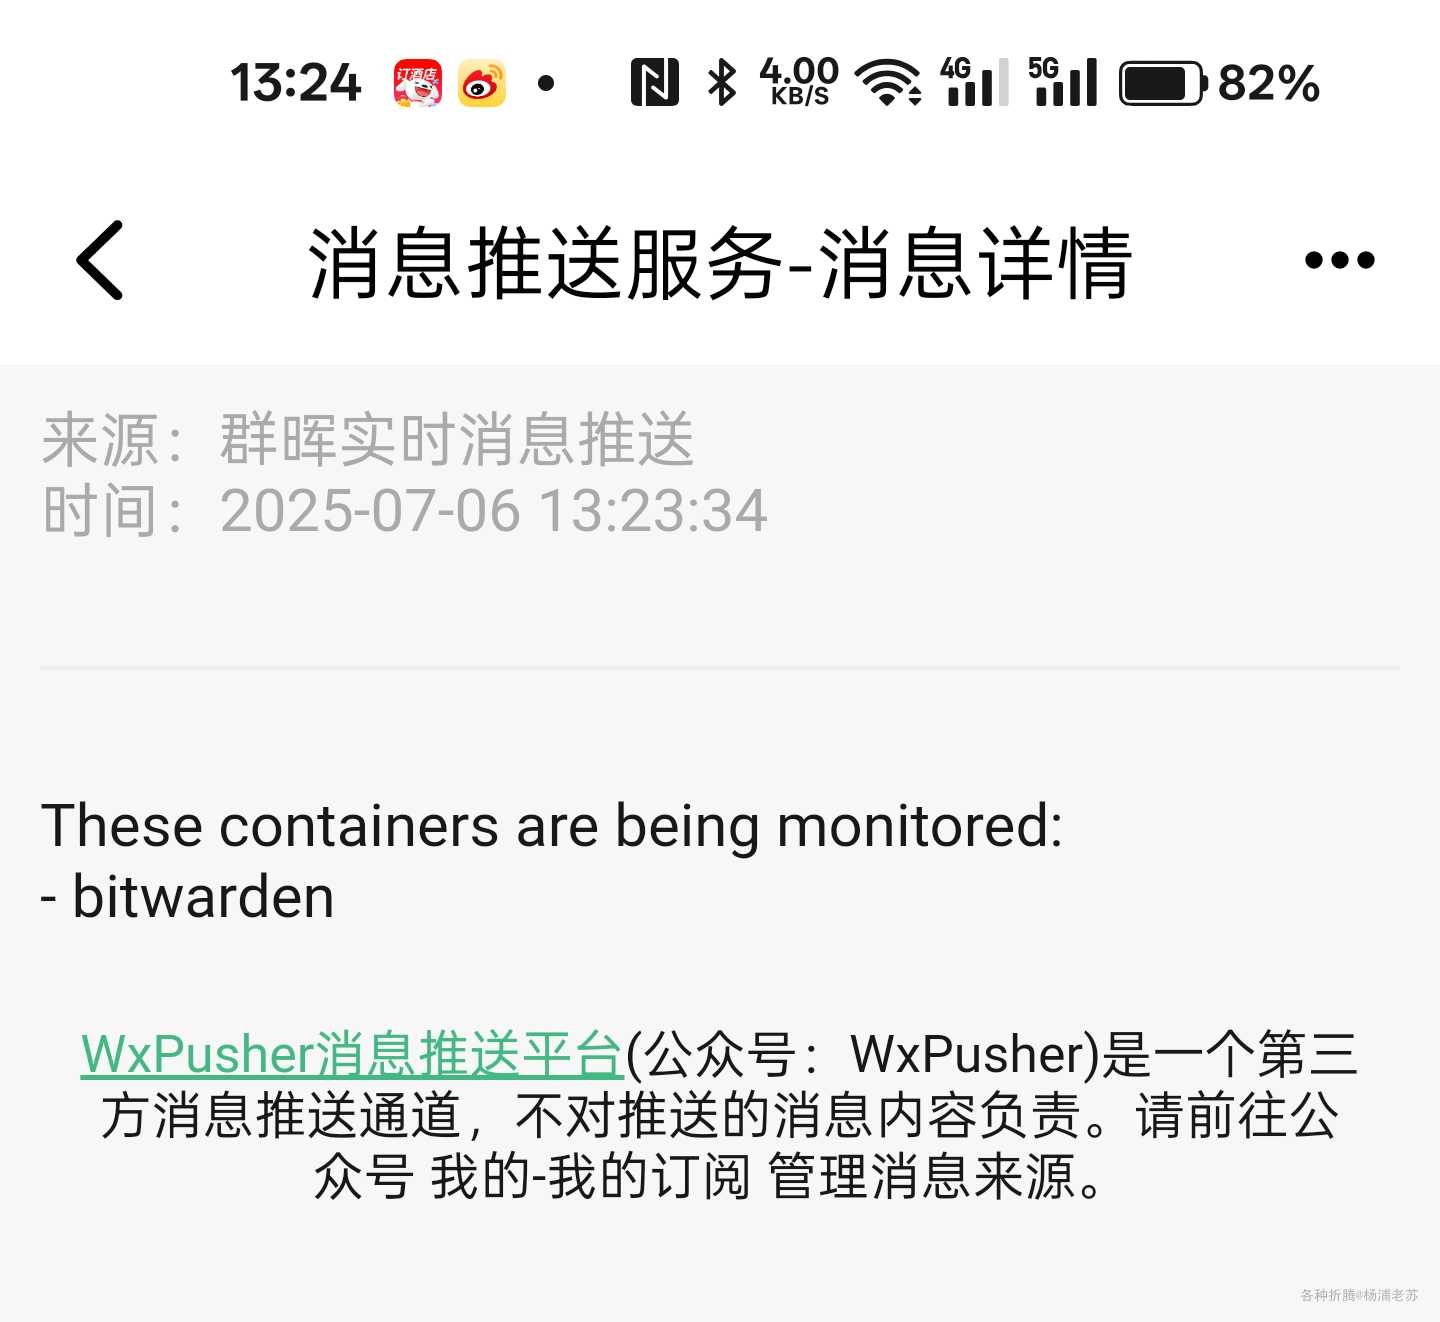 13:24
订酒店
4.00
KB/S
4G
5G
82%
消息推送服务-消息详情
来源：群晖实时消息推送
时间：2025-07-06 13:23:34
These containers are being monitored:
- bitwarden
WxPusher消息推送平台(公众号：WxPusher)是一个第三
方消息推送通道，不对推送的消息内容负责。请前往公
众号 我的-我的订阅 管理消息来源。
各种折腾@杨浦老苏